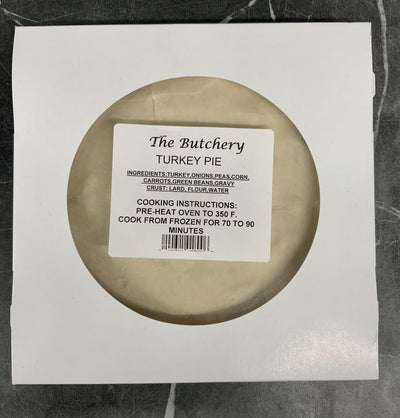 The Butchery
TURKEY PIE
INGREDIENTS:TURKEY,ONIONS,PEAS,CORN,
CARROTS,GREEN BEANS,GRAVY
CRUST: LARD, FLOUR,WATER
COOKING INSTRUCTIONS:
PRE-HEAT OVEN TO 350 F.
COOK FROM FROZEN FOR 70 TO 90
MINUTES